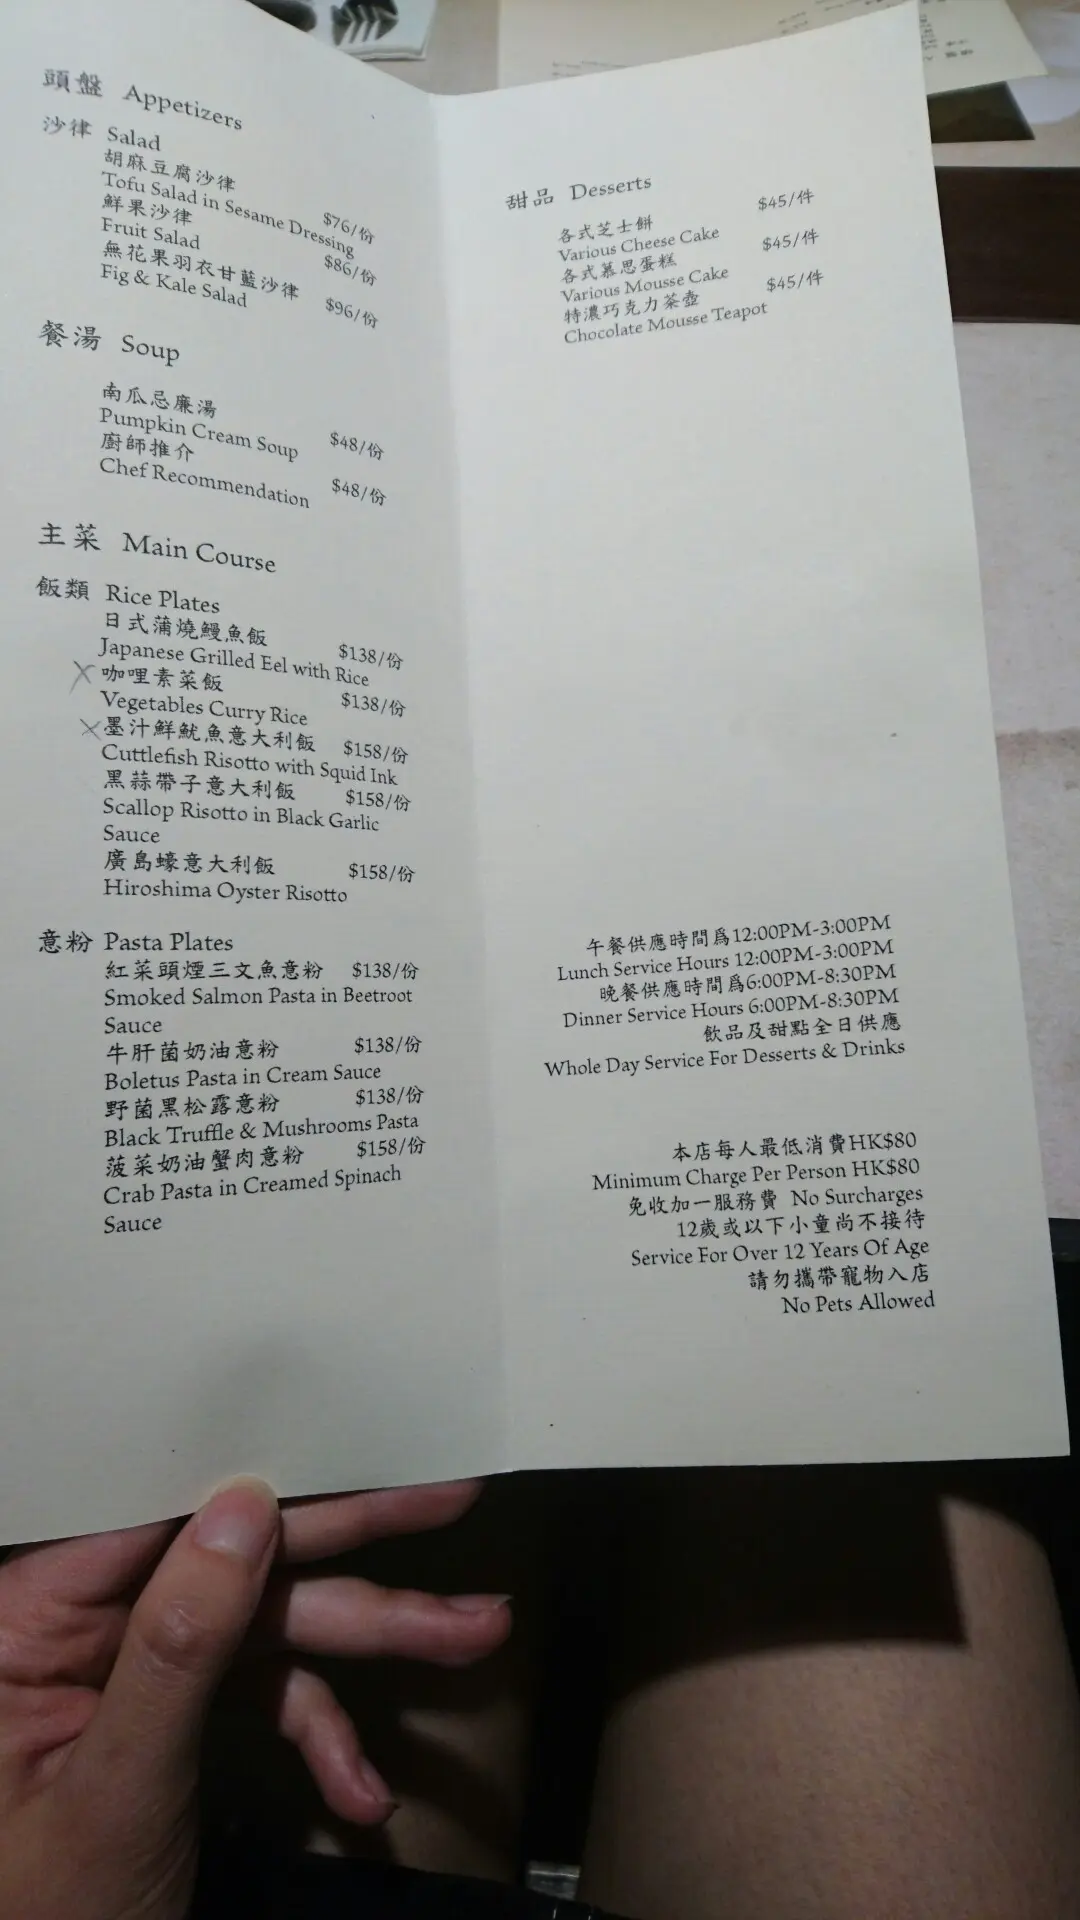 頭盤 Appetizers
沙律 Salad
胡麻豆腐沙律
Tofu Salad in Sesame Dressing $76/份
鮮果沙律
Fruit Salad $86/份
無花果羽衣甘藍沙律
Fig & Kale Salad $96/份
餐湯 Soup
南瓜忌廉湯
Pumpkin Cream Soup $48/份
廚師推介
Chef Recommendation $48/份
主菜 Main Course
飯類 Rice Plates
日式蒲燒鰻魚飯 $138/份
Japanese Grilled Eel with Rice
咖哩素菜飯 $138/份
Vegetables Curry Rice
墨汁鮮魷魚意大利飯 $158/份
Cuttlefish Risotto with Squid Ink
黑蒜帶子意大利飯 $158/份
Scallop Risotto in Black Garlic
Sauce
廣島蠔意大利飯 $158/份
Hiroshima Oyster Risotto
意粉 Pasta Plates
紅菜頭煙三文魚意粉 $138/份
Smoked Salmon Pasta in Beetroot
Sauce
牛肝菌奶油意粉 $138/份
Boletus Pasta in Cream Sauce
野菌黑松露意粉 $138/份
Black Truffle & Mushrooms Pasta
菠菜奶油蟹肉意粉 $158/份
Crab Pasta in Creamed Spinach
Sauce
甜品 Desserts
各式芝士餅 $45/件
Various Cheese Cake
各式慕思蛋糕 $45/件
Various Mousse Cake
特濃巧克力茶壺 $45/件
Chocolate Mousse Teapot
午餐供應時間爲12:00PM-3:00PM
Lunch Service Hours 12:00PM-3:00PM
晚餐供應時間爲6:00PM-8:30PM
Dinner Service Hours 6:00PM-8:30PM
飲品及甜點全日供應
Whole Day Service For Desserts & Drinks
本店每人最低消費HK$80
Minimum Charge Per Person HK$80
免收加一服務費 No Surcharges
12歲或以下小童尚不接待
Service For Over 12 Years Of Age
請勿攜帶寵物入店
No Pets Allowed